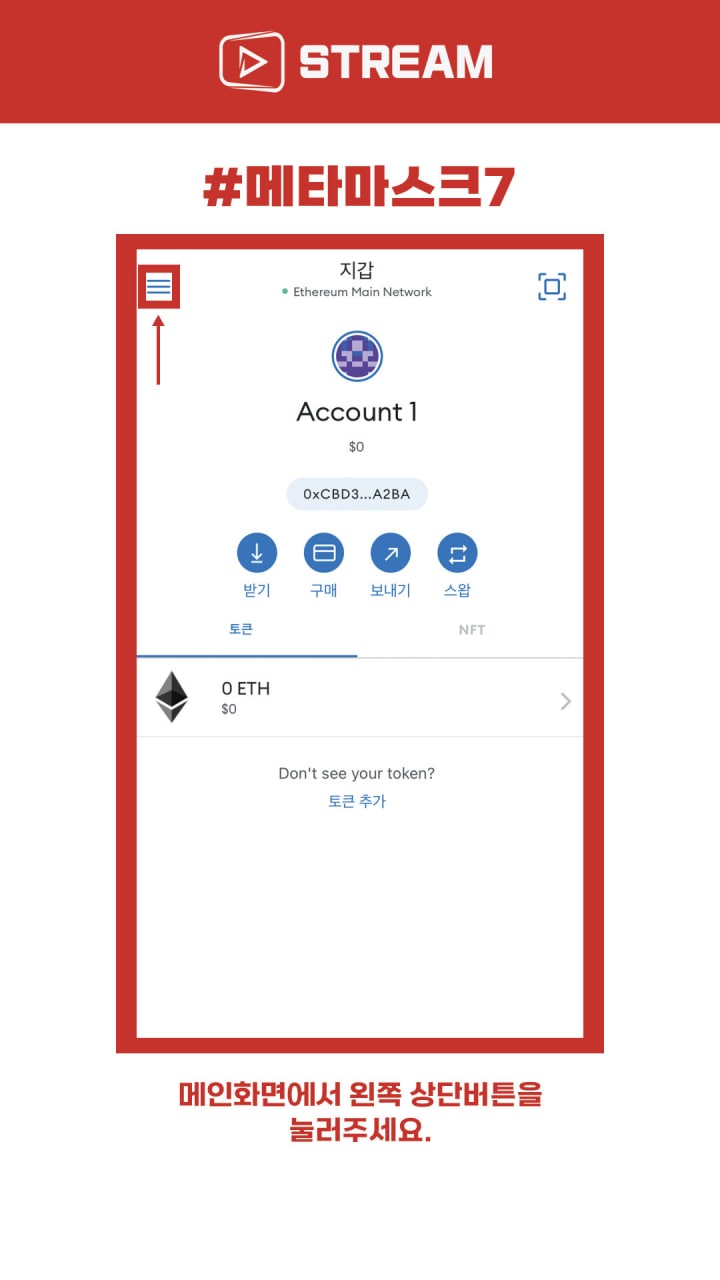 STREAM
#메타마스크7
지갑
Ethereum Main Network
Account 1
$0
0xCBD3...A2BA
받기 구매 보내기 스왑
토큰 NFT
0 ETH
$0
Don't see your token?
토큰 추가
메인화면에서 왼쪽 상단버튼을
눌러주세요.